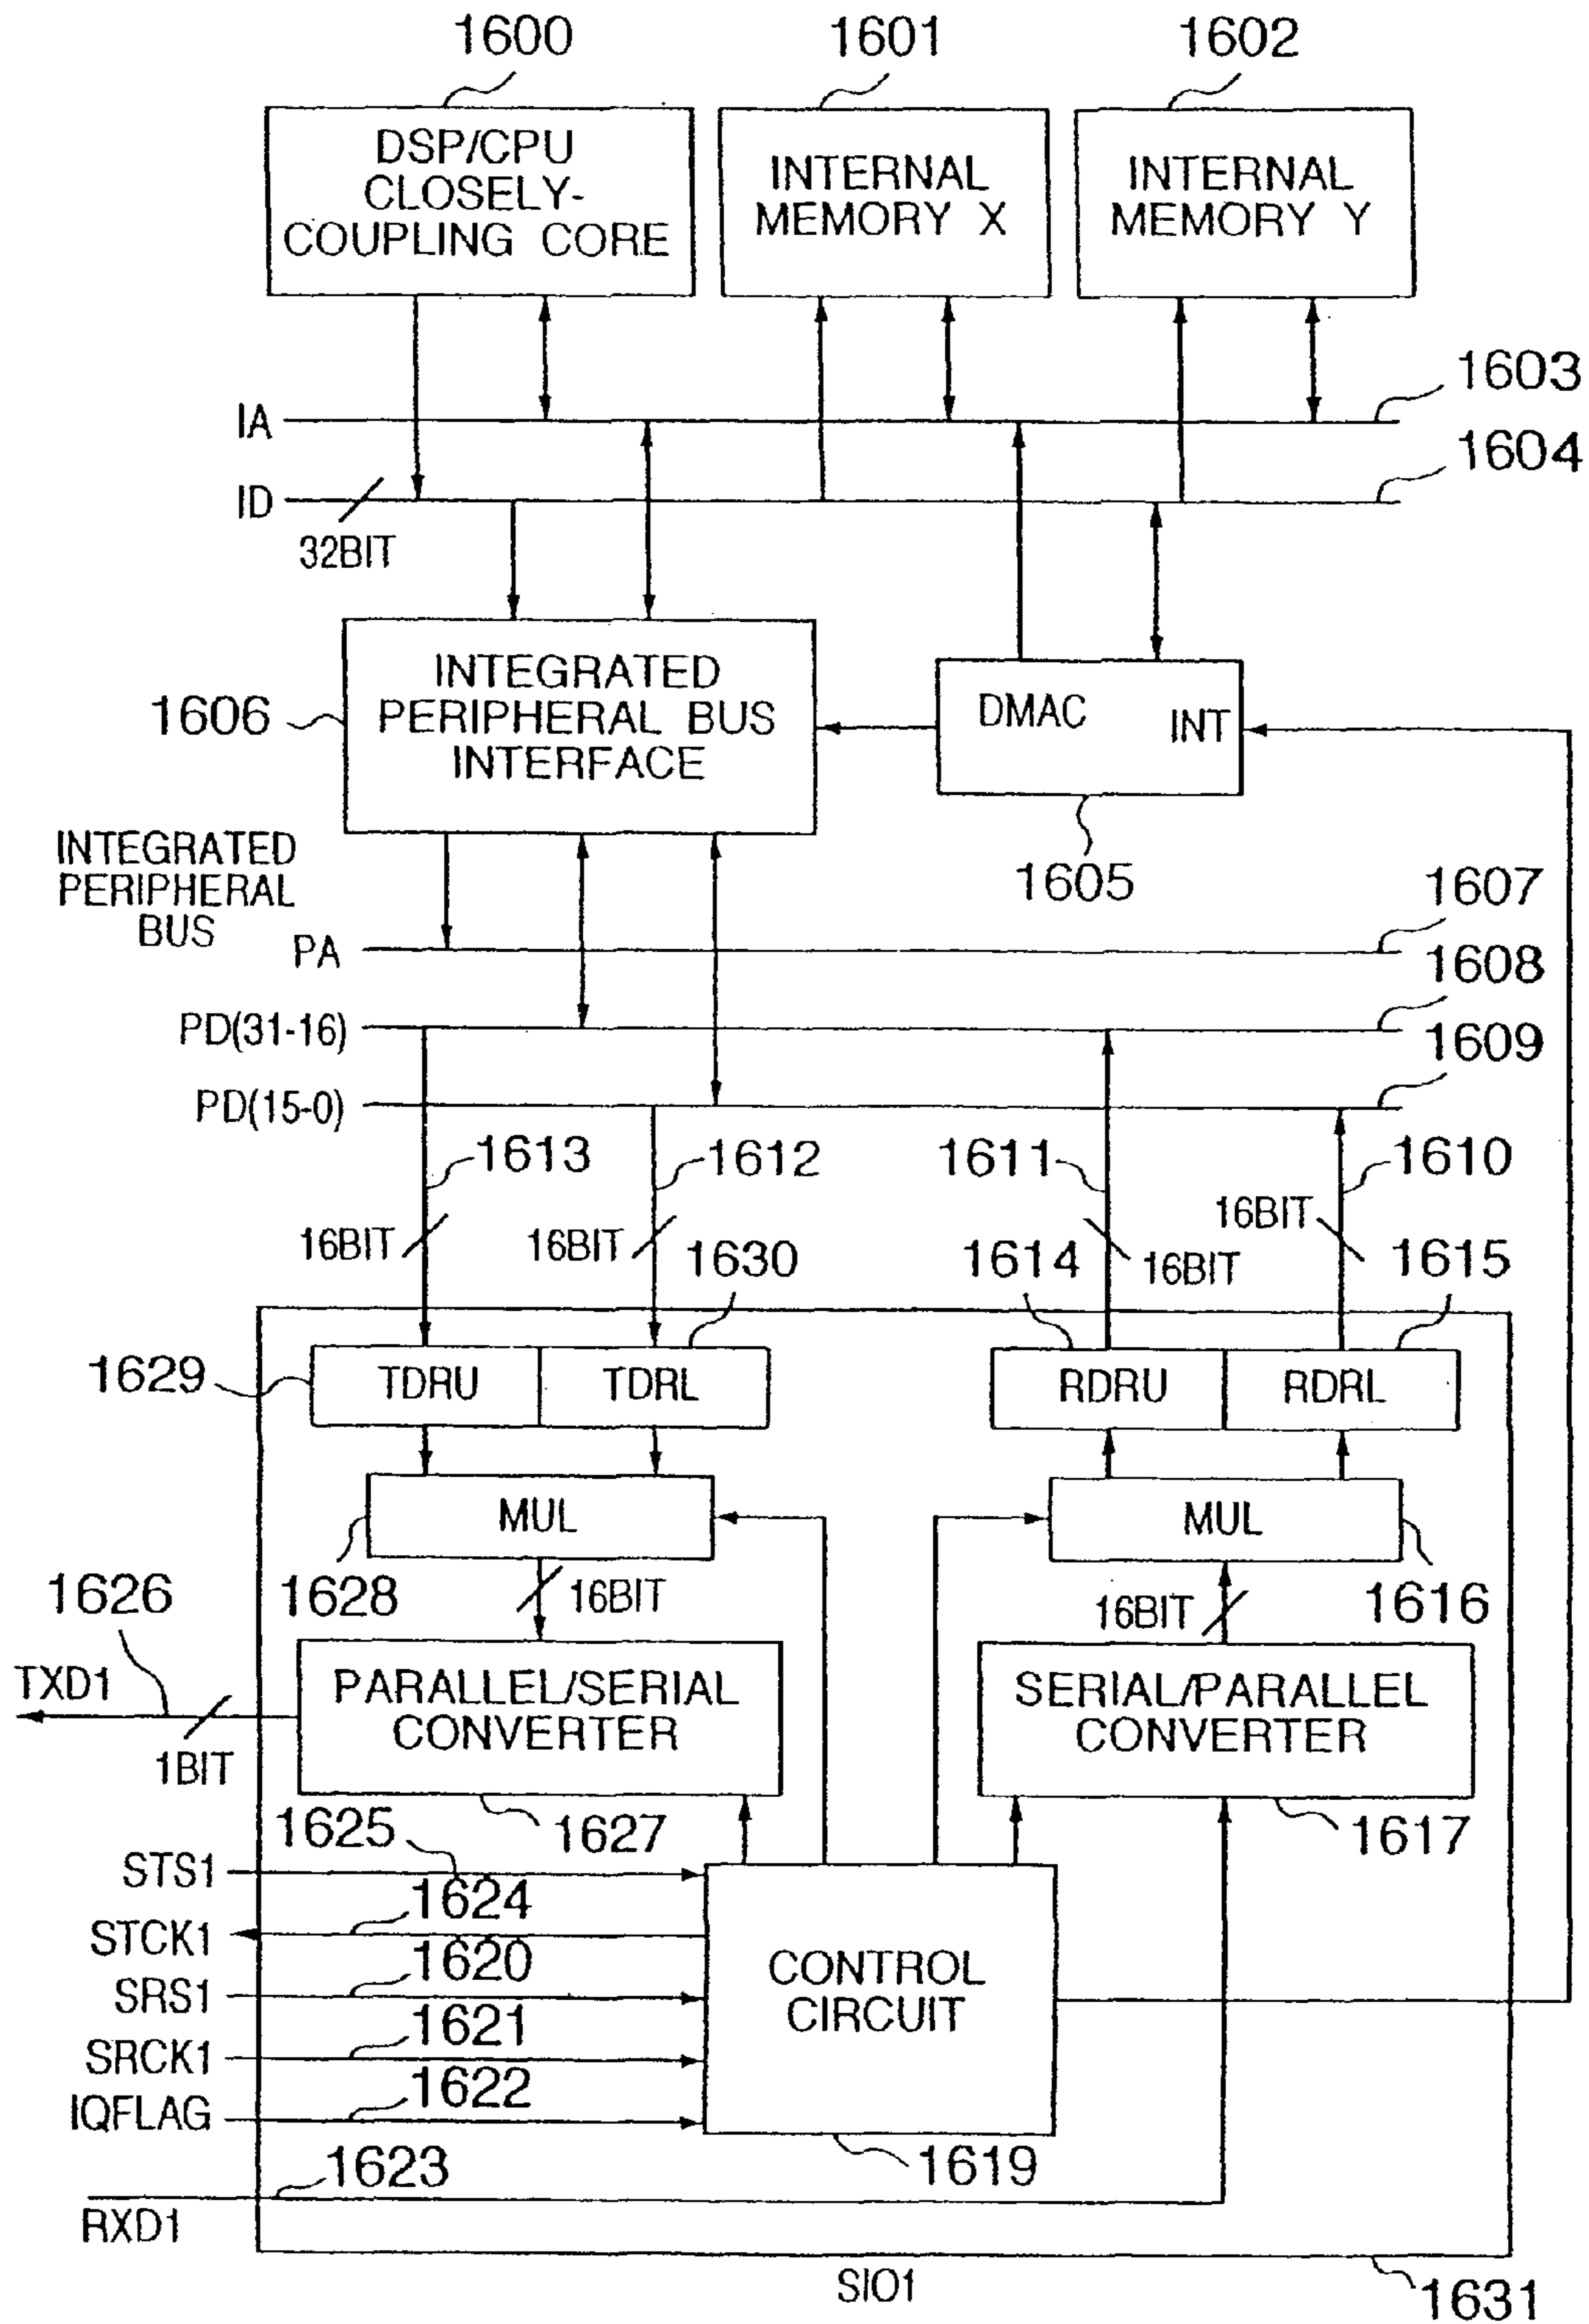 1600
1601
1602
DSP/CPU
CLOSELY-
COUPLING CORE
INTERNAL
MEMORY X
INTERNAL
MEMORY Y
1603
IA
1604
ID
32BIT
INTEGRATED
PERIPHERAL BUS
INTERFACE
1606
DMAC
INT
1605
INTEGRATED
PERIPHERAL
BUS
1607
PA
1608
PD(31-16)
1609
PD(15-0)
1613
1612
1611
1610
16BIT
16BIT
16BIT
16BIT
1630
1614
1615
1629
TDRU
TDRL
RDRU
RDRL
MUL
MUL
1628
16BIT
16BIT
1616
1626
TXD1
1BIT
PARALLEL/SERIAL
CONVERTER
SERIAL/PARALLEL
CONVERTER
1627
1617
1625
STS1
1624
STCK1
1620
SRS1
1621
SRCK1
1622
IQFLAG
CONTROL
CIRCUIT
1619
1623
RXD1
SIO1
1631